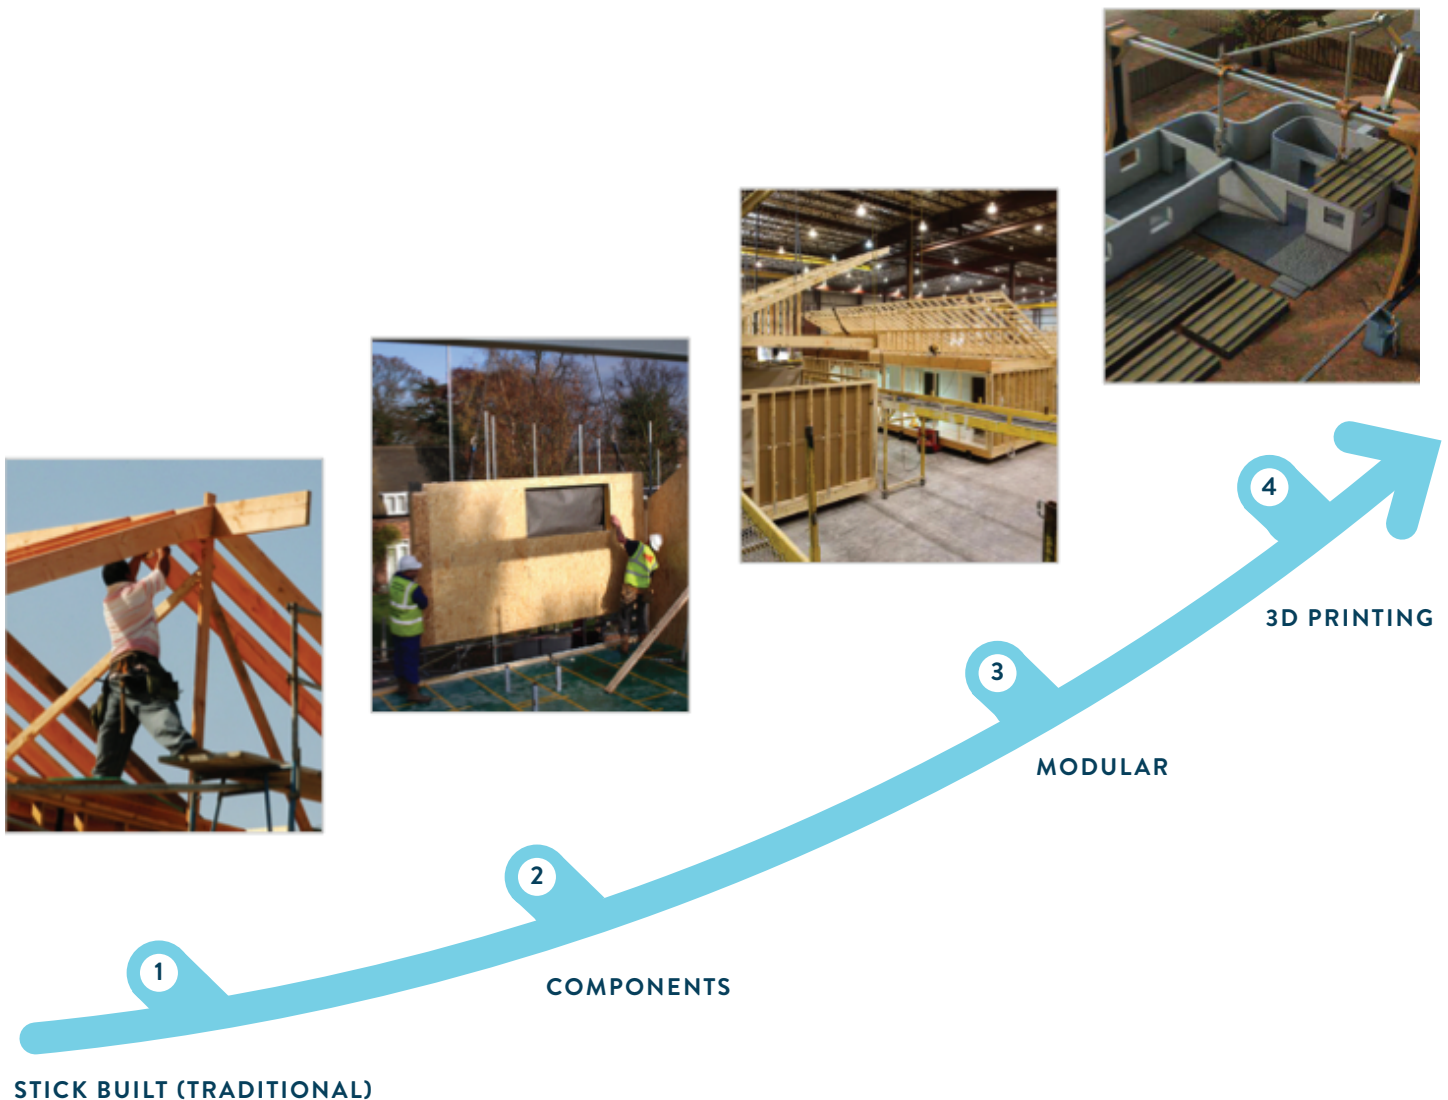 1
STICK BUILT (TRADITIONAL)
2
COMPONENTS
3
MODULAR
4
3D PRINTING